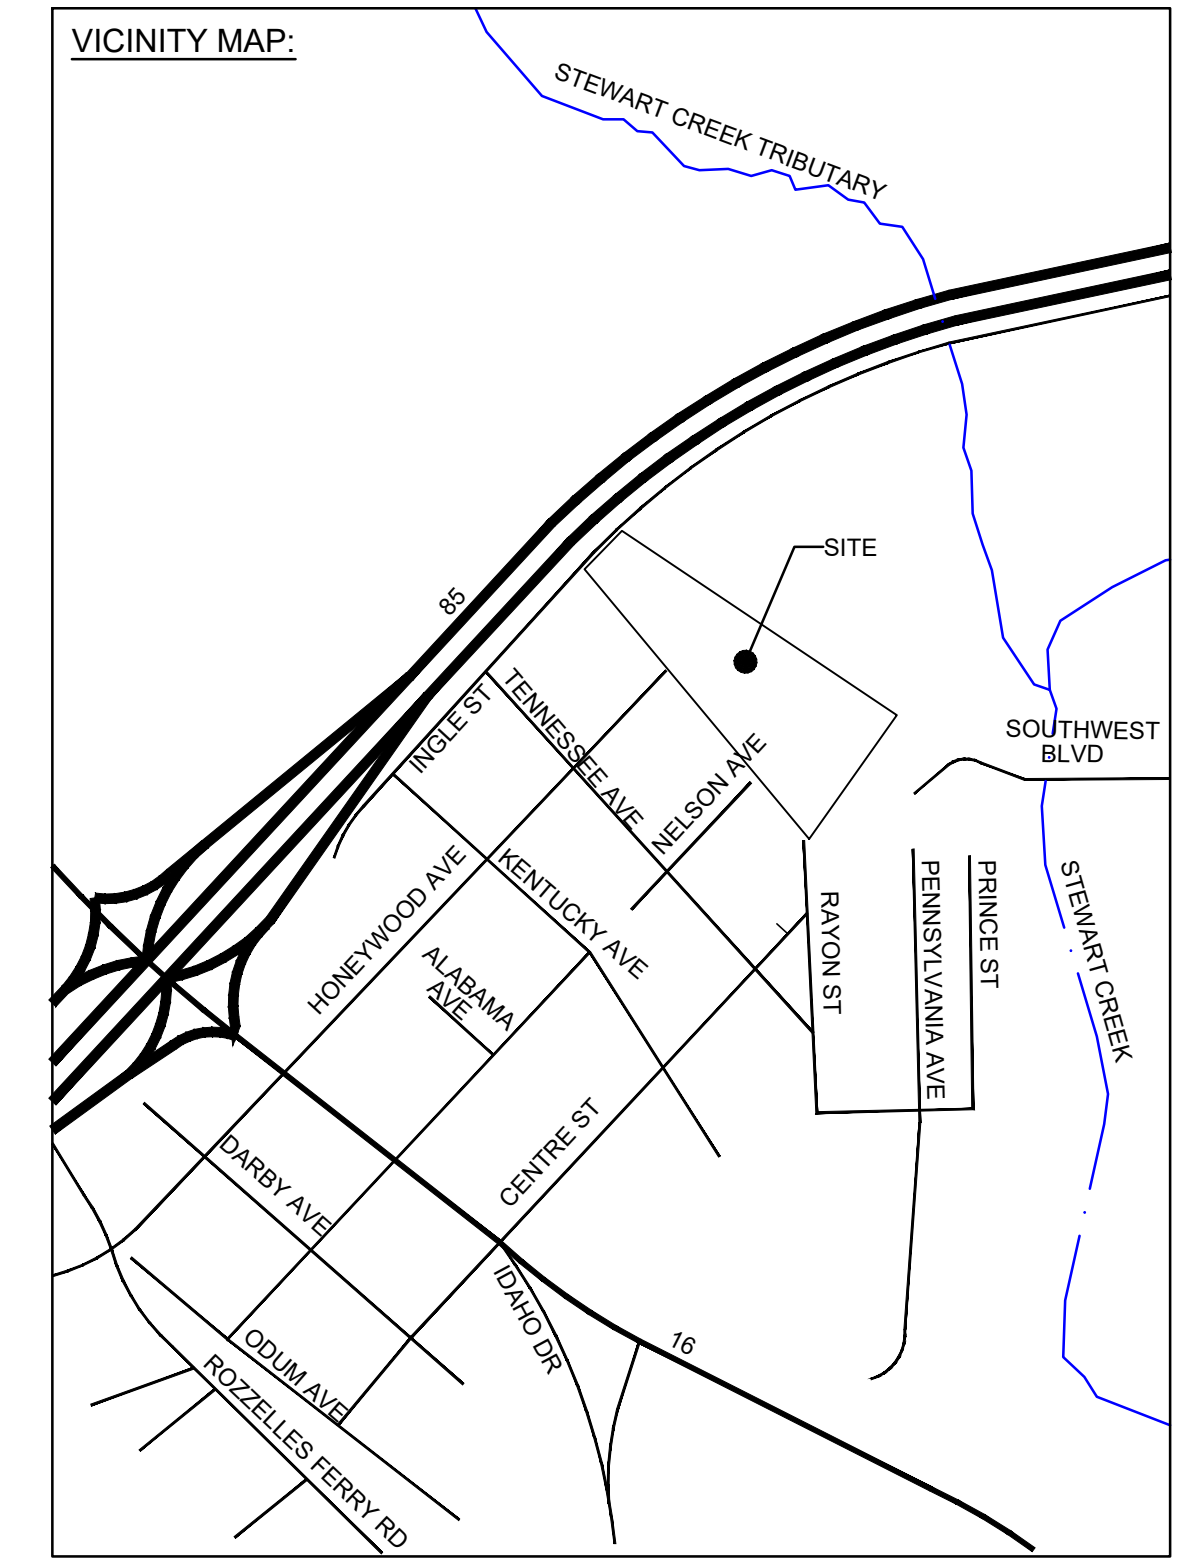 VICINITY MAP:
STEWART CREEK TRIBUTARY
SITE
85
INGLE ST
TENNESSEE AVE
NELSON AVE
SOUTHWEST
BLVD
HONEYWOOD AVE
KENTUCKY AVE
ALABAMA
AVE
RAYON ST
PENNSYLVANIA AVE
PRINCE ST
STEWART CREEK
CENTRE ST
DARBY AVE
IDAHO DR
16
ODUM AVE
ROZZELLES FERRY RD